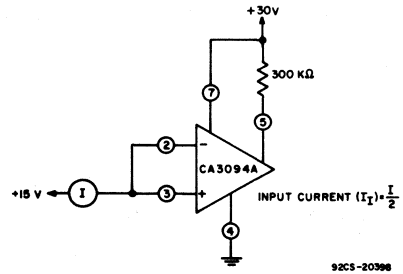 +30V
300 KΩ
7
5
2
-
CA3094A
+15 V
I
3
+
INPUT CURRENT (I_I)=I/2
4
92CS-20398